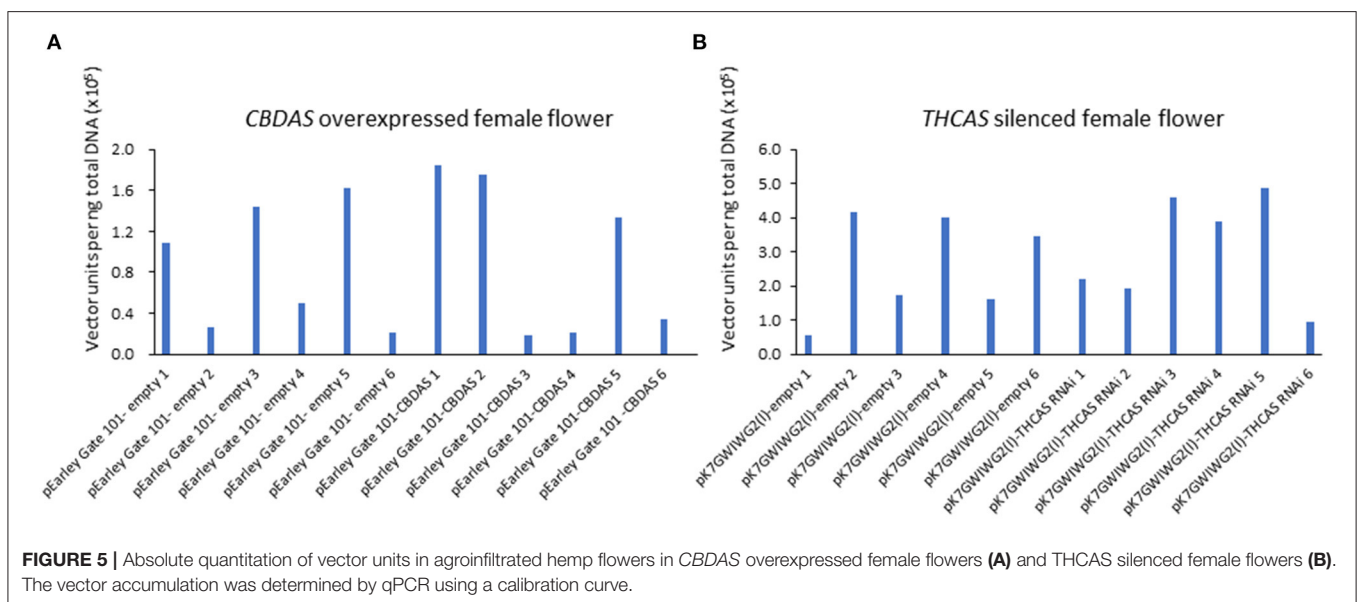 A
CBDAS overexpressed female flower
Vector units per ng total DNA (x10⁵)
2.0
1.6
1.2
0.8
0.4
0.0
pEarley Gate 101- empty 1
pEarley Gate 101- empty 2
pEarley Gate 101- empty 3
pEarley Gate 101- empty 4
pEarley Gate 101- empty 5
pEarley Gate 101- empty 6
pEarley Gate 101-CBDAS 1
pEarley Gate 101-CBDAS 2
pEarley Gate 101-CBDAS 3
pEarley Gate 101-CBDAS 4
pEarley Gate 101-CBDAS 5
pEarley Gate 101 -CBDAS 6
B
THCAS silenced female flower
Vector units per ng total DNA (x10⁵)
6.0
5.0
4.0
3.0
2.0
1.0
0.0
pK7GWIWG2(I)-empty 1
pK7GWIWG2(I)-empty 2
pK7GWIWG2(I)-empty 3
pK7GWIWG2(I)-empty 4
pK7GWIWG2(I)-empty 5
pK7GWIWG2(I)-empty 6
pK7GWIWG2(I)-THCAS RNAi 1
pK7GWIWG2(I)-THCAS RNAi 2
pK7GWIWG2(I)-THCAS RNAi 3
pK7GWIWG2(I)-THCAS RNAi 4
pK7GWIWG2(I)-THCAS RNAi 5
pK7GWIWG2(I)-THCAS RNAi 6
FIGURE 5 | Absolute quantitation of vector units in agroinfiltrated hemp flowers in CBDAS overexpressed female flowers (A) and THCAS silenced female flowers (B).
The vector accumulation was determined by qPCR using a calibration curve.